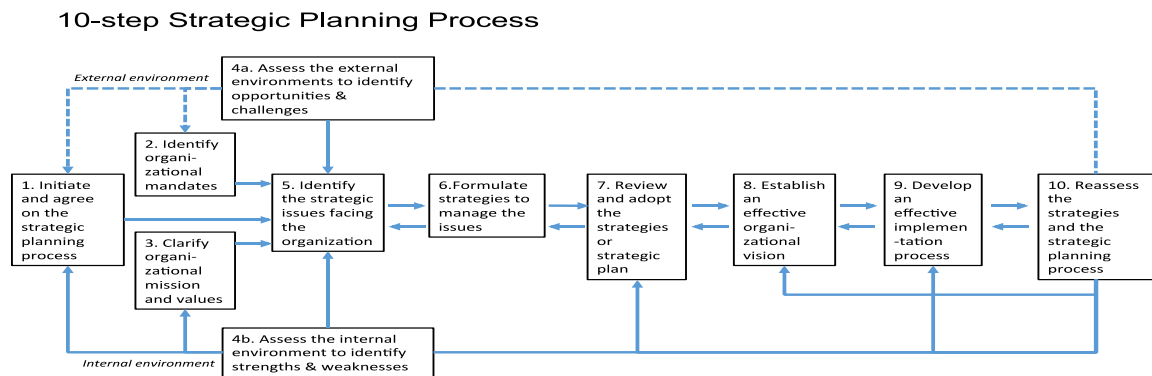 10-step Strategic Planning Process
External environment
4a. Assess the external
environments to identify
opportunities &
challenges
2. Identify
organi-
zational
mandates
1. Initiate
and agree
on the
strategic
planning
process
3. Clarify
organi-
zational
mission
and values
5. Identify
the strategic
issues facing
the
organization
6.Formulate
strategies to
manage the
issues
7. Review
and adopt
the
strategies
or
strategic
plan
8. Establish
an
effective
organi-
zational
vision
9. Develop
an
effective
implemen
-tation
process
10. Reassess
the
strategies
and the
strategic
planning
process
4b. Assess the internal
environment to identify
strengths & weaknesses
Internal environment